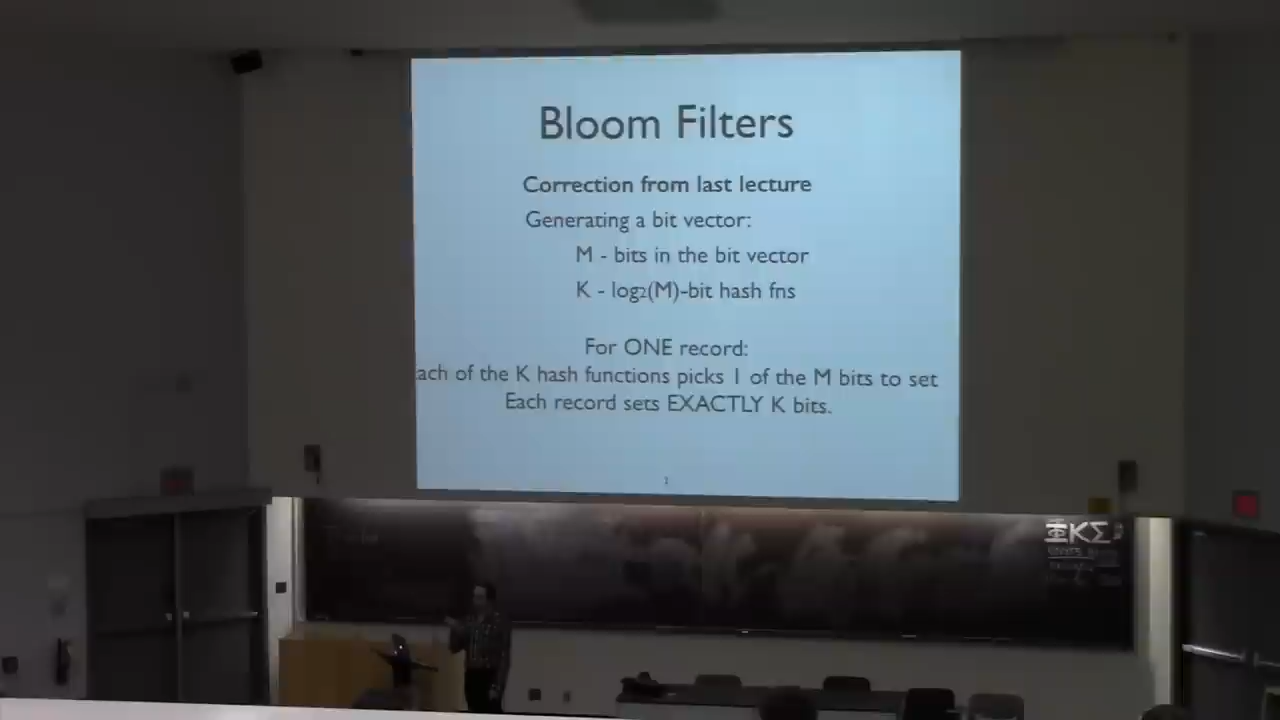 Bloom Filters
Correction from last lecture
Generating a bit vector:
M - bits in the bit vector
K - log2(M)-bit hash fns
For ONE record:
ach of the K hash functions picks 1 of the M bits to set
Each record sets EXACTLY K bits.
ΦΚΣ